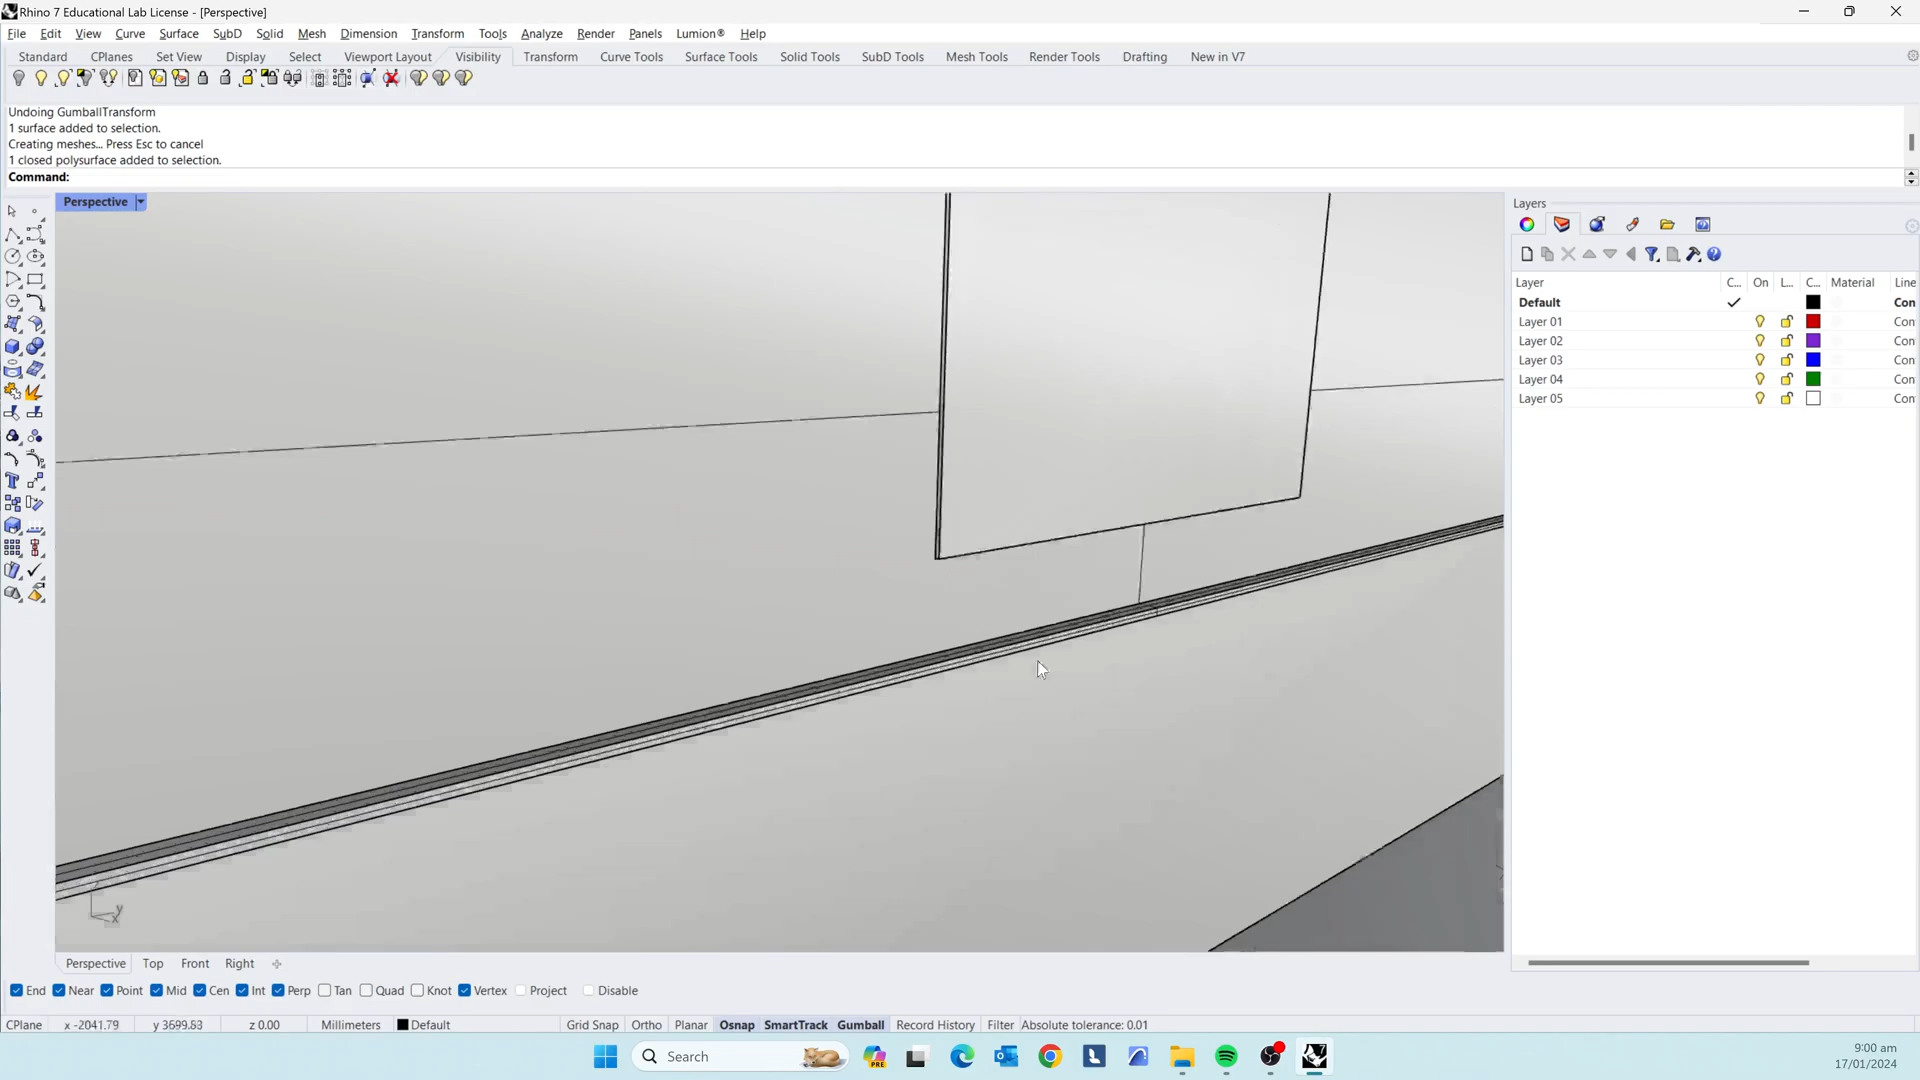 Rhino 7 Educational Lab License - [Perspective]
File Edit View Curve Surface SubD Solid Mesh Dimension Transform Tools Analyze Render Panels Lumion® Help
Standard CPlanes Set View Display Select Viewport Layout Visibility Transform Curve Tools Surface Tools Solid Tools SubD Tools Mesh Tools Render Tools Drafting New in V7
Undoing GumballTransform
1 surface added to selection.
Creating meshes... Press Esc to cancel
1 closed polysurface added to selection.
Command:
Perspective
Layers
Layer C... On L... C... Material Line
Default Con
Layer 01 Con
Layer 02 Con
Layer 03 Con
Layer 04 Con
Layer 05 Con
z y x
Perspective Top Front Right
End Near Point Mid Cen Int Perp Tan Quad Knot Vertex Project Disable
CPlane x -2041.79 y 3699.63 z 0.00 Millimeters Default Grid Snap Ortho Planar Osnap SmartTrack Gumball Record History Filter Absolute tolerance: 0.01
Search PRE L 9:00 am
17/01/2024